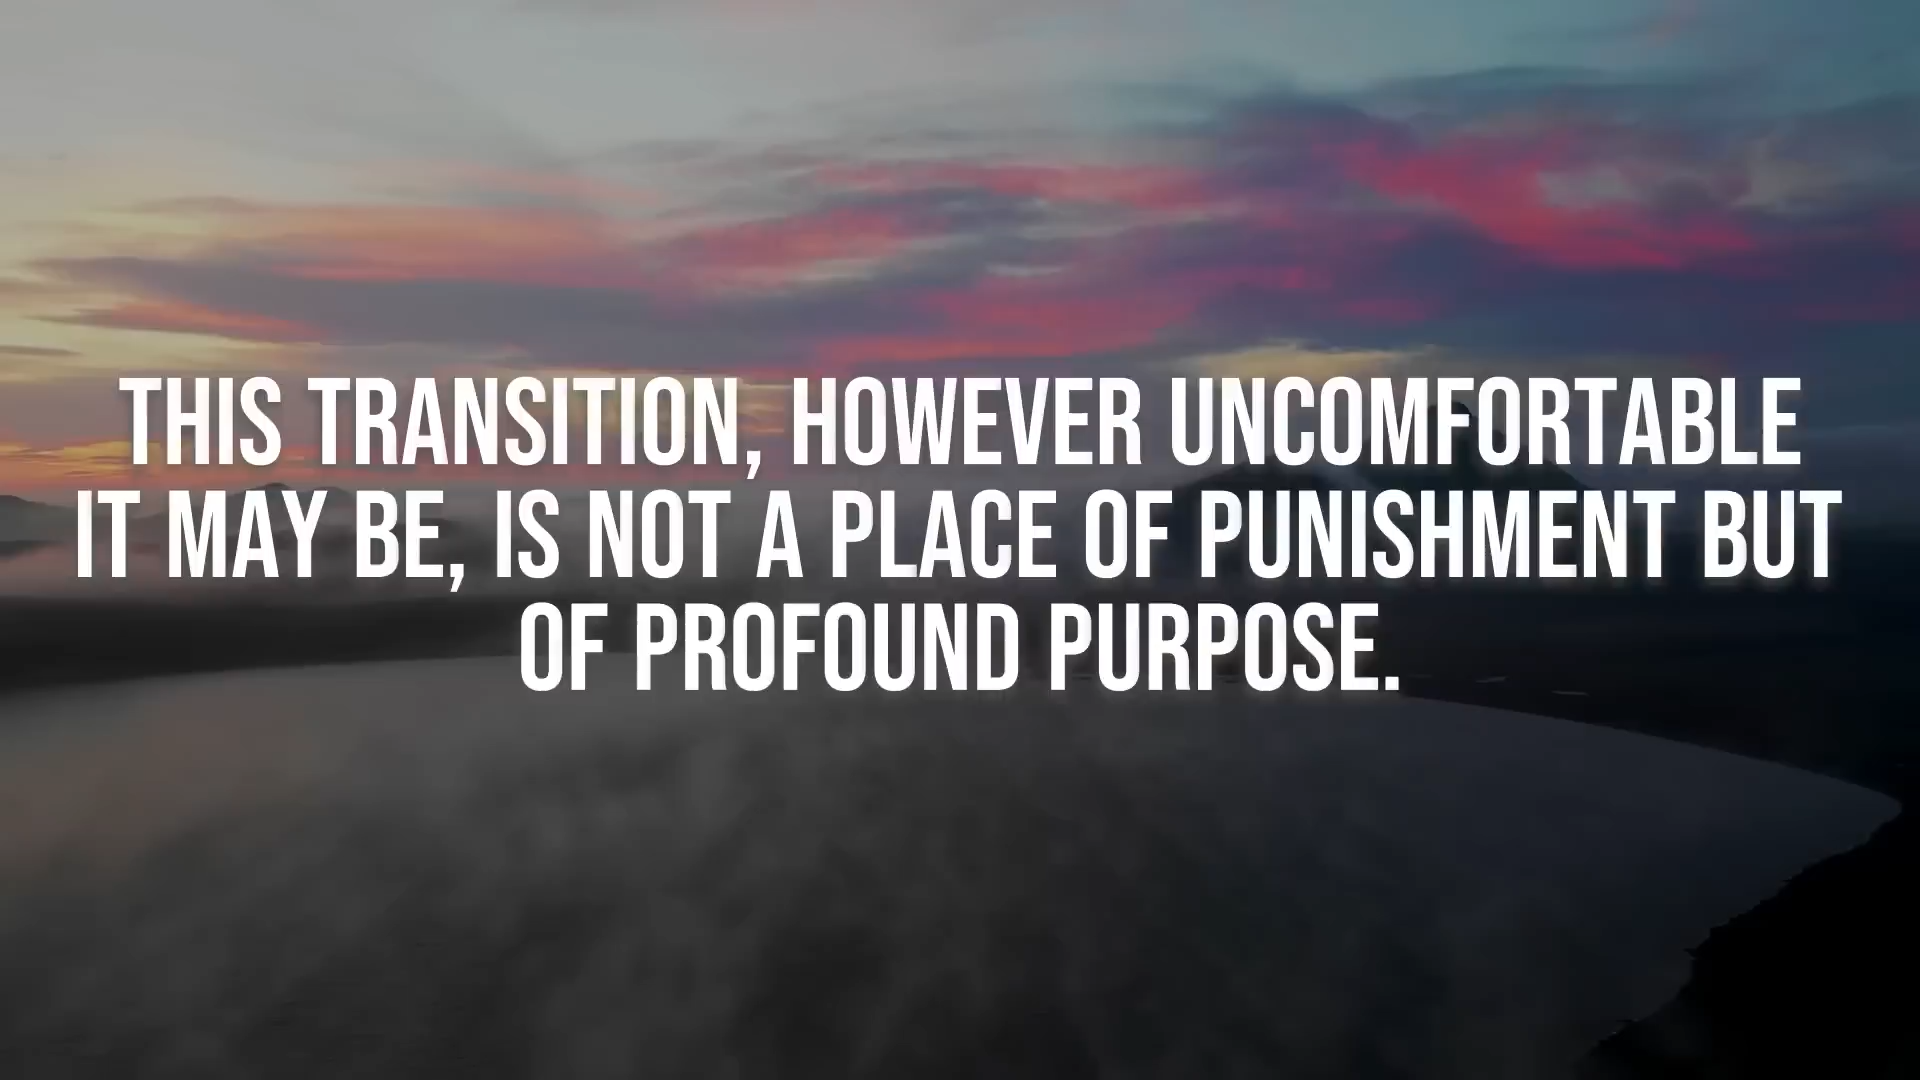 THIS TRANSITION, HOWEVER UNCOMFORTABLE
IT MAY BE, IS NOT A PLACE OF PUNISHMENT BUT
OF PROFOUND PURPOSE.